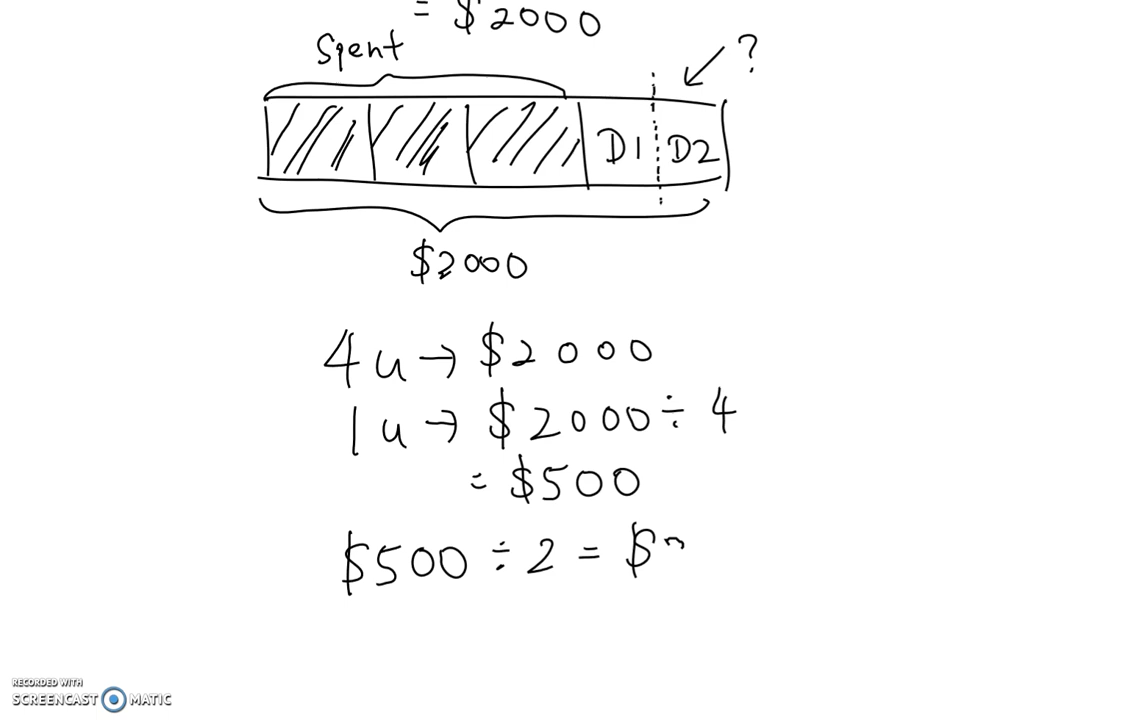 = $2000
Spent
?
D1 D2
$2000
4u → $2000
1u → $2000 ÷ 4
= $500
$500 ÷ 2 = $
RECORDED WITH
SCREENCAST MATIC